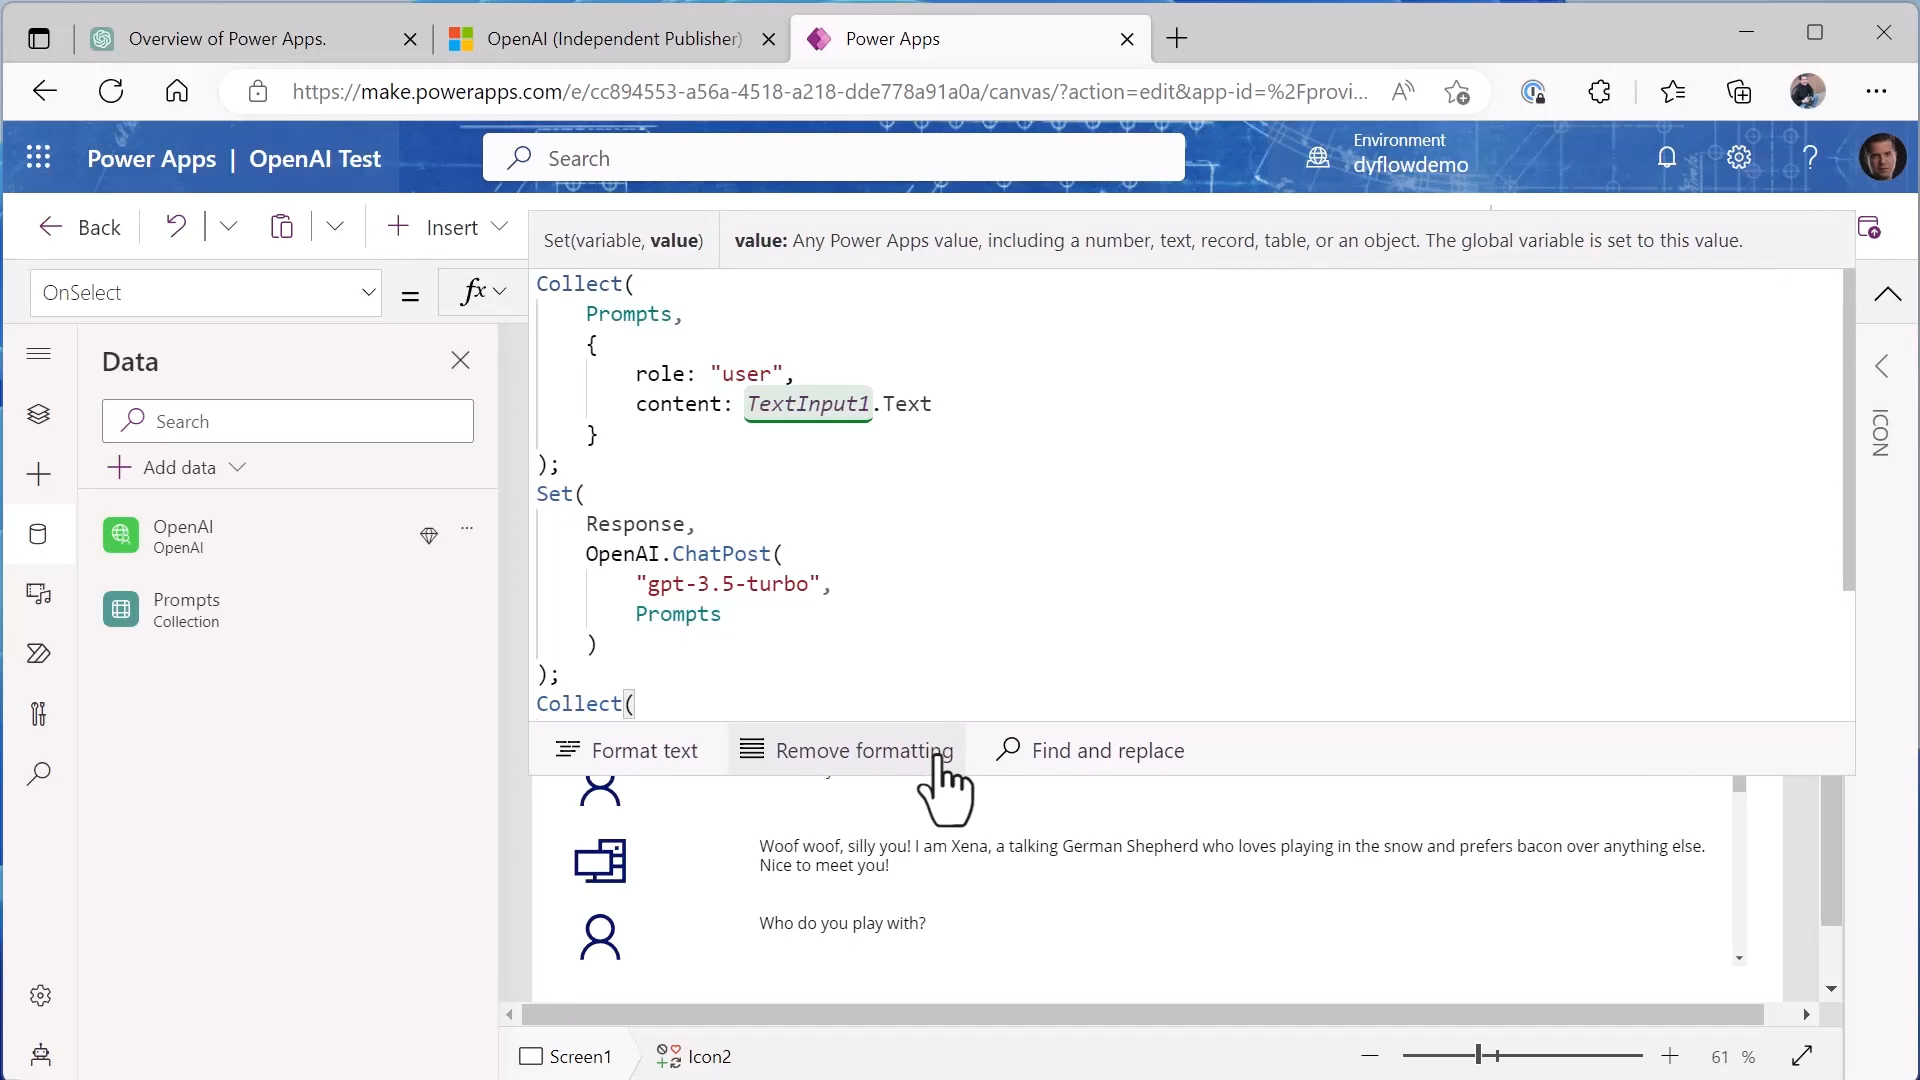 Overview of Power Apps.
OpenAI (Independent Publisher)
Power Apps
https://make.powerapps.com/e/cc894553-a56a-4518-a218-dde778a91a0a/canvas/?action=edit&app-id=%2Fprovi...
Power Apps | OpenAI Test
Search
Environment
dyflowdemo
Back
Insert
Set(variable, value)
value: Any Power Apps value, including a number, text, record, table, or an object. The global variable is set to this value.
OnSelect
=
fx
Collect(
Prompts,
{
role: "user",
content: TextInput1.Text
}
);
Set(
Response,
OpenAI.ChatPost(
"gpt-3.5-turbo",
Prompts
)
);
Collect(
Data
Search
Add data
OpenAI
OpenAI
Prompts
Collection
ICON
Format text
Remove formatting
Find and replace
Woof woof, silly you! I am Xena, a talking German Shepherd who loves playing in the snow and prefers bacon over anything else.
Nice to meet you!
Who do you play with?
Screen1
Icon2
61 %